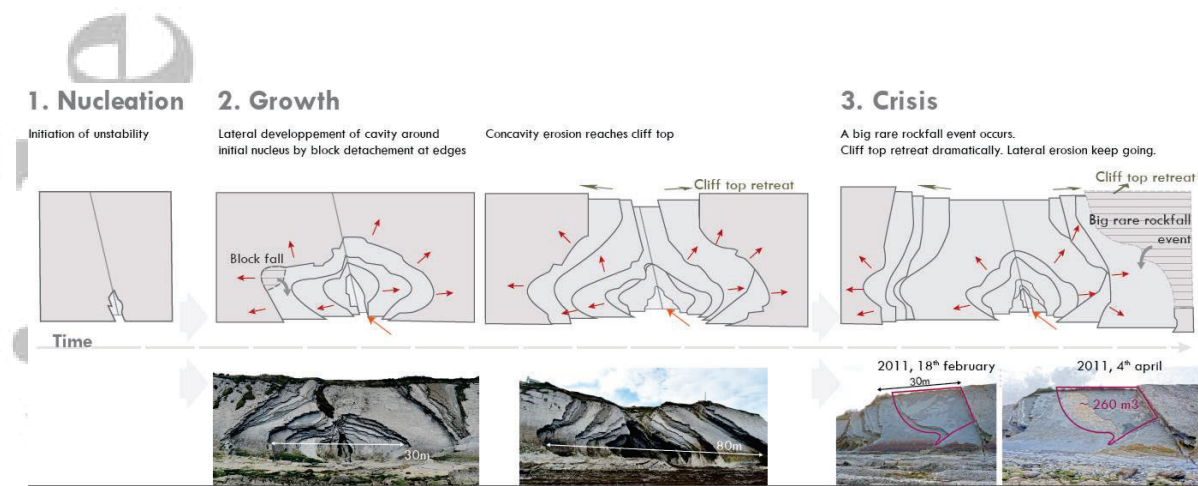 1. Nucleation
Initiation of unstability
2. Growth
Lateral developpement of cavity around
initial nucleus by block detachement at edges
Concavity erosion reaches cliff top
3. Crisis
A big rare rockfall event occurs.
Cliff top retreat dramatically. Lateral erosion keep going.
Block fall
Cliff top retreat
Cliff top retreat
Big rare rockfall
event
Time
30m
80m
2011, 18th february
30m
2011, 4th april
~ 260 m3